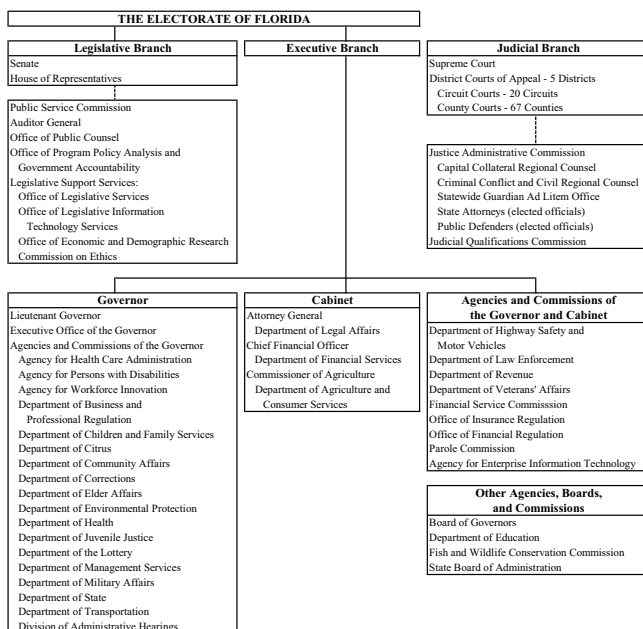 THE ELECTORATE OF FLORIDA
Legislative Branch
Senate
House of Representatives
Public Service Commission
Auditor General
Office of Public Counsel
Office of Program Policy Analysis and
Government Accountability
Legislative Support Services:
Office of Legislative Services
Office of Legislative Information
Technology Services
Office of Economic and Demographic Research
Commission on Ethics
Executive Branch
Judicial Branch
Supreme Court
District Courts of Appeal - 5 Districts
Circuit Courts - 20 Circuits
County Courts - 67 Counties
Justice Administrative Commission
Capital Collateral Regional Counsel
Criminal Conflict and Civil Regional Counsel
Statewide Guardian Ad Litem Office
State Attorneys (elected officials)
Public Defenders (elected officials)
Judicial Qualifications Commission
Governor
Lieutenant Governor
Executive Office of the Governor
Agencies and Commissions of the Governor
Agency for Health Care Administration
Agency for Persons with Disabilities
Agency for Workforce Innovation
Department of Business and
Professional Regulation
Department of Children and Family Services
Department of Citrus
Department of Community Affairs
Department of Corrections
Department of Elder Affairs
Department of Environmental Protection
Department of Health
Department of Juvenile Justice
Department of the Lottery
Department of Management Services
Department of Military Affairs
Department of State
Department of Transportation
Division of Administrative Hearings
Cabinet
Attorney General
Department of Legal Affairs
Chief Financial Officer
Department of Financial Services
Commissioner of Agriculture
Department of Agriculture and
Consumer Services
Agencies and Commissions of
the Governor and Cabinet
Department of Highway Safety and
Motor Vehicles
Department of Law Enforcement
Department of Revenue
Department of Veterans' Affairs
Financial Service Commisssion
Office of Insurance Regulation
Office of Financial Regulation
Parole Commission
Agency for Enterprise Information Technology
Other Agencies, Boards,
and Commissions
Board of Governors
Department of Education
Fish and Wildlife Conservation Commission
State Board of Administration